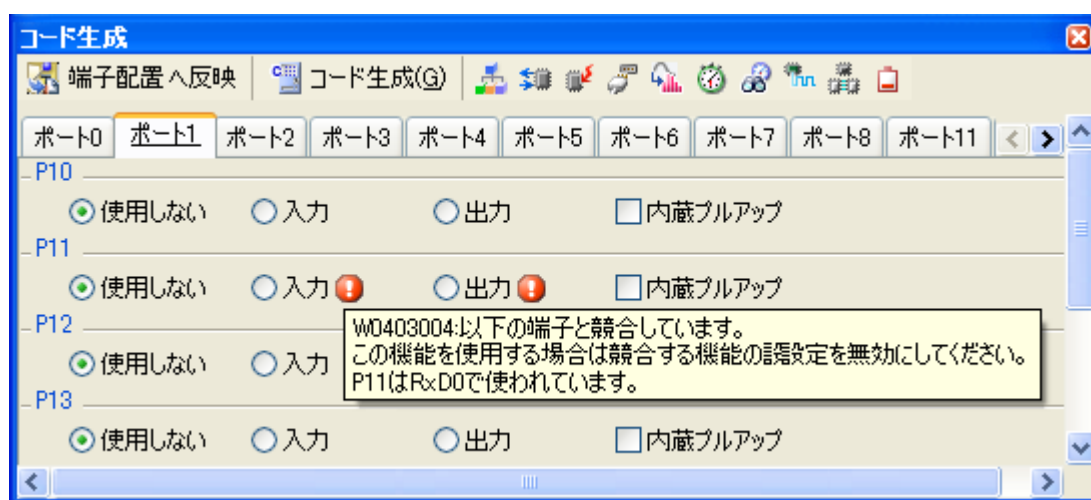 コード生成
端子配置へ反映 コード生成(G)
ポート0 ポート1 ポート2 ポート3 ポート4 ポート5 ポート6 ポート7 ポート8 ポート11
P10
使用しない 入力 出力 内蔵プルアップ
P11
使用しない 入力 出力 内蔵プルアップ
P12
W0403004:以下の端子と競合しています。
使用しない 入力
この機能を使用する場合は競合する機能の設定を無効にしてください。
P11はRxD0で使われています。
P13
使用しない 入力 出力 内蔵プルアップ